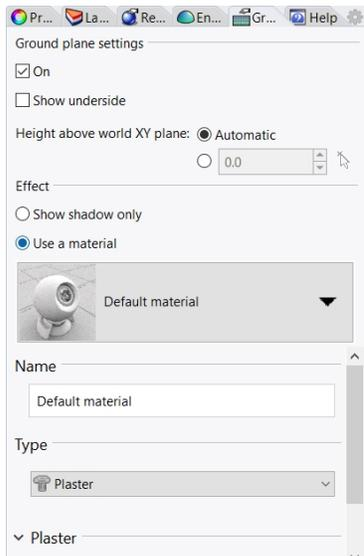 Pr... La... Re... En... Gr... Help
Ground plane settings
On
Show underside
Height above world XY plane: Automatic
0.0
Effect
Show shadow only
Use a material
Default material
Name
Default material
Type
Plaster
Plaster